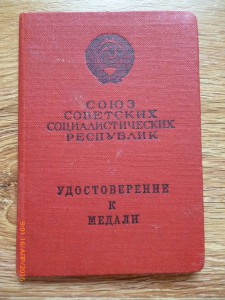 СОЮЗ
СОВЕТСКИХ
СОЦИАЛИСТИЧЕСКИХ
РЕСПУБЛИК
УДОСТОВЕРЕНИЕ
К
МЕДАЛИ